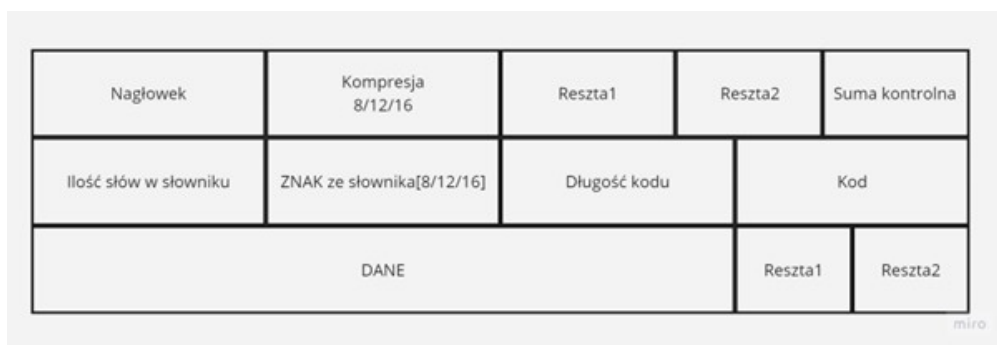 Nagłowek
Kompresja
8/12/16
Reszta1
Reszta2
Suma kontrolna
Ilość słów w słowniku
ZNAK ze słownika[8/12/16]
Długość kodu
Kod
DANE
Reszta1
Reszta2
miro